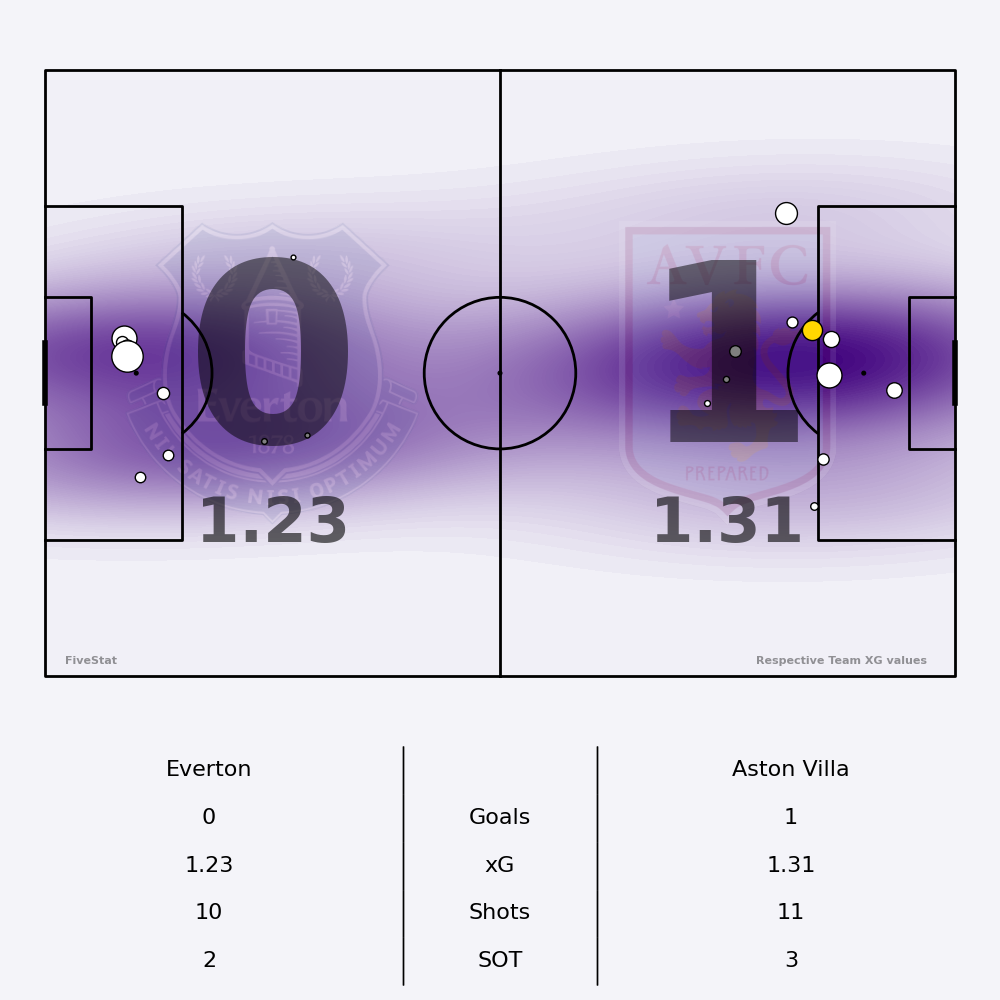 AVFC
0
1
Everton
1878
NIL SATIS NISI OPTIMUM
PREPARED
1.23
1.31
FiveStat
Respective Team XG values
Everton Aston Villa
0 Goals 1
1.23 xG 1.31
10 Shots 11
2 SOT 3